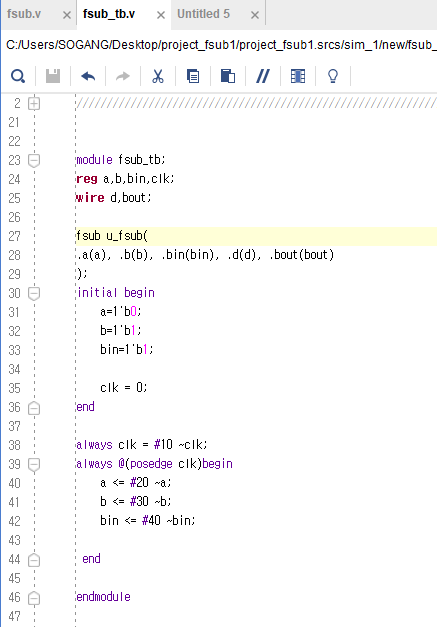 fsub.v × fsub_tb.v × Untitled 5 ×
C:/Users/SOGANG/Desktop/project_fsub1/project_fsub1.srcs/sim_1/new/fsub_
2 ////////////////////////////////////////////////////////////
21
22
23 module fsub_tb;
24 reg a,b,bin,clk;
25 wire d,bout;
26
27 fsub u_fsub(
28 .a(a), .b(b), .bin(bin), .d(d), .bout(bout)
29 );
30 initial begin
31 a=1'b0;
32 b=1'b1;
33 bin=1'b1;
34
35 clk = 0;
36 end
37
38 always clk = #10 ~clk;
39 always @(posedge clk)begin
40 a <= #20 ~a;
41 b <= #30 ~b;
42 bin <= #40 ~bin;
43
44 end
45
46 endmodule
47